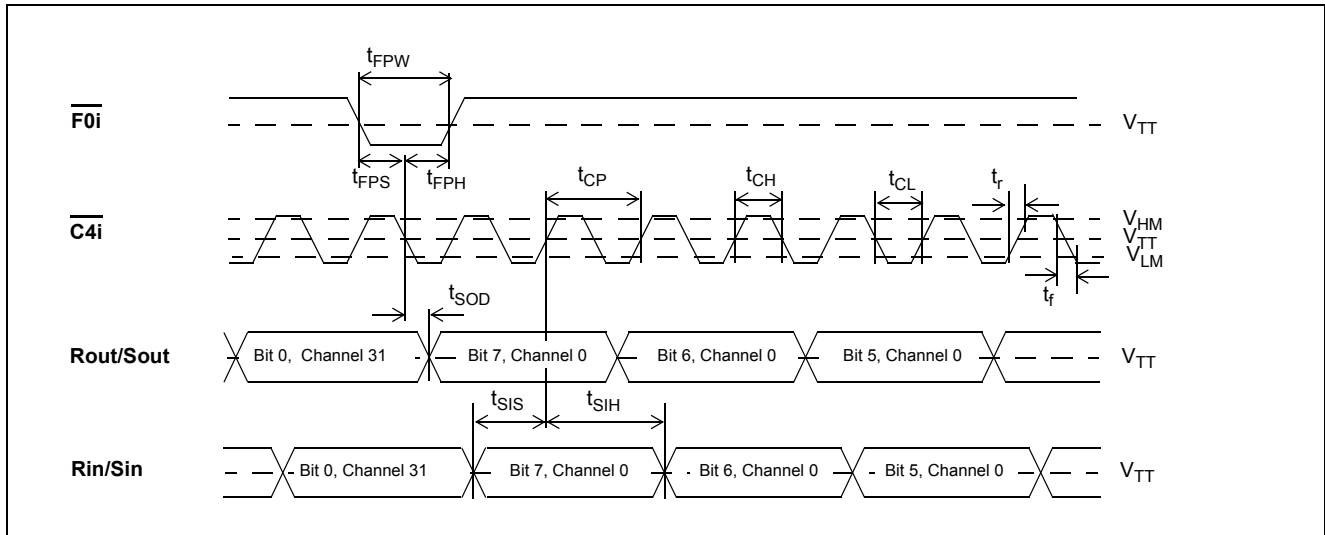 tFPW
F0i
VTT
tFPS tFPH tCP tCH tCL tr
C4i
VHM
VTT
VLM
tf
tSOD
Rout/Sout Bit 0, Channel 31 Bit 7, Channel 0 Bit 6, Channel 0 Bit 5, Channel 0 VTT
tSIS tSIH
Rin/Sin Bit 0, Channel 31 Bit 7, Channel 0 Bit 6, Channel 0 Bit 5, Channel 0 VTT